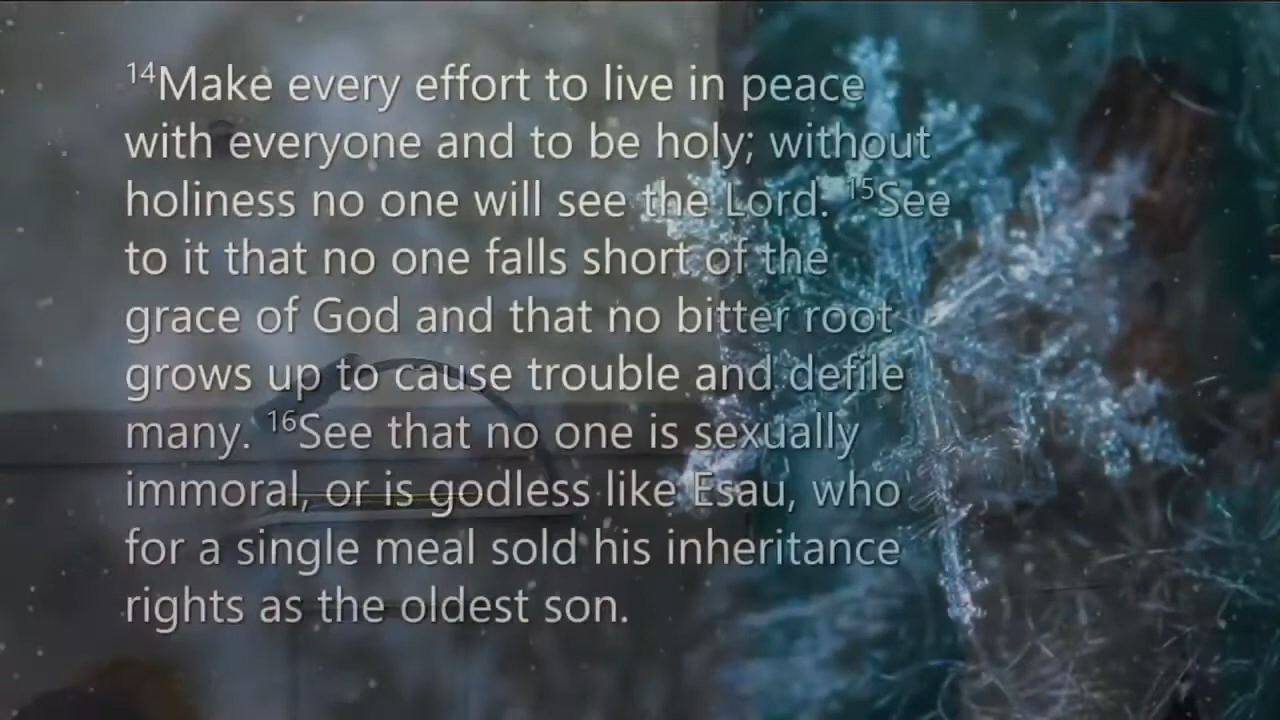 ¹⁴Make every effort to live in peace
with everyone and to be holy; without
holiness no one will see the Lord. ¹⁵See
to it that no one falls short of the
grace of God and that no bitter root
grows up to cause trouble and defile
many. ¹⁶See that no one is sexually
immoral, or is godless like Esau, who
for a single meal sold his inheritance
rights as the oldest son.